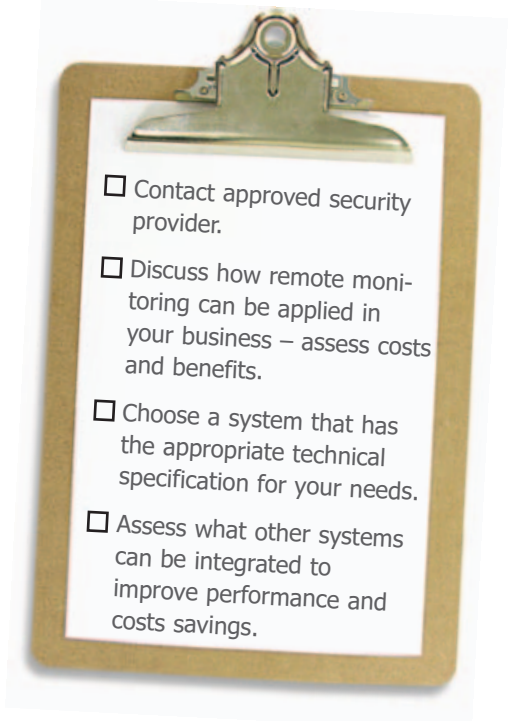 Contact approved security
provider.
Discuss how remote moni-
toring can be applied in
your business – assess costs
and benefits.
Choose a system that has
the appropriate technical
specification for your needs.
Assess what other systems
can be integrated to
improve performance and
costs savings.